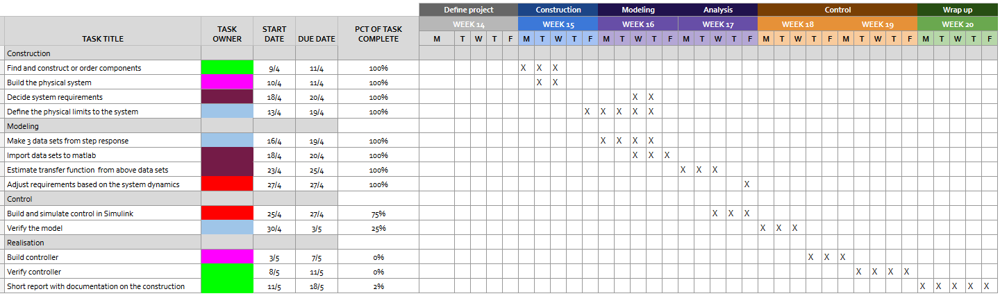 Define project Construction Modeling Analysis Control Wrap up
WEEK 14 WEEK 15 WEEK 16 WEEK 17 WEEK 18 WEEK 19 WEEK 20
TASK TITLE TASK OWNER START DATE DUE DATE PCT OF TASK COMPLETE M T W T F M T W T F M T W T F M T W T F M T W T F M T W T F M T W T F
Construction
Find and construct or order components 9/4 11/4 100% X X X
Build the physical system 10/4 11/4 100% X X
Decide system requirements 18/4 20/4 100% X X
Define the physical limits to the system 13/4 19/4 100% X X X X X
Modeling
Make 3 data sets from step response 16/4 19/4 100% X X X X
Import data sets to matlab 18/4 20/4 100% X X X
Estimate transfer function from above data sets 23/4 25/4 100% X X X
Adjust requirements based on the system dynamics 27/4 27/4 100% X
Control
Build and simulate control in Simulink 25/4 27/4 75% X X X
Verify the model 30/4 3/5 25% X X X
Realisation
Build controller 3/5 7/5 0% X X X
Verify controller 8/5 11/5 0% X X X X
Short report with documentation on the construction 11/5 18/5 2% X X X X X